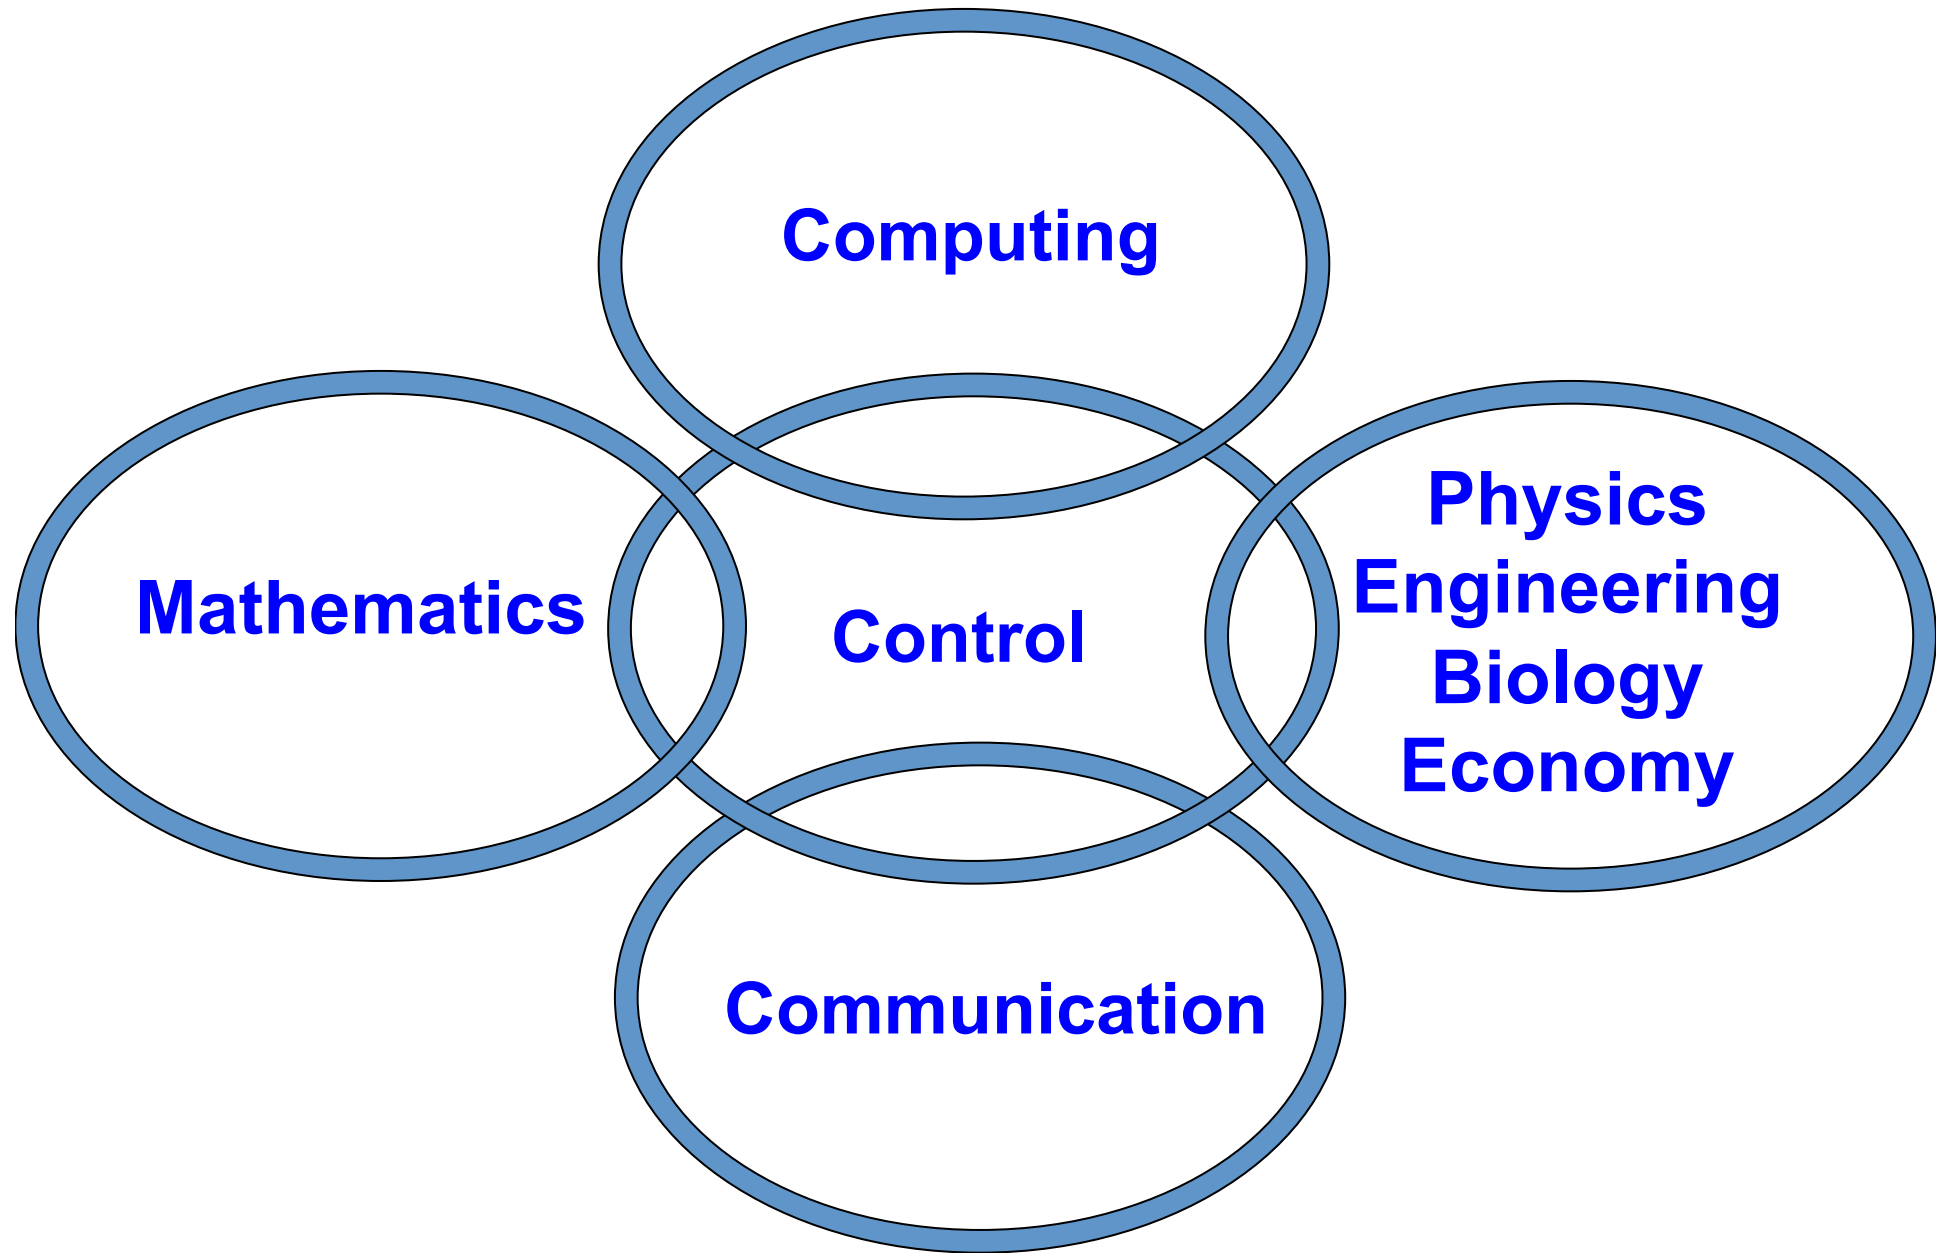 Computing
Mathematics
Control
Physics
Engineering
Biology
Economy
Communication